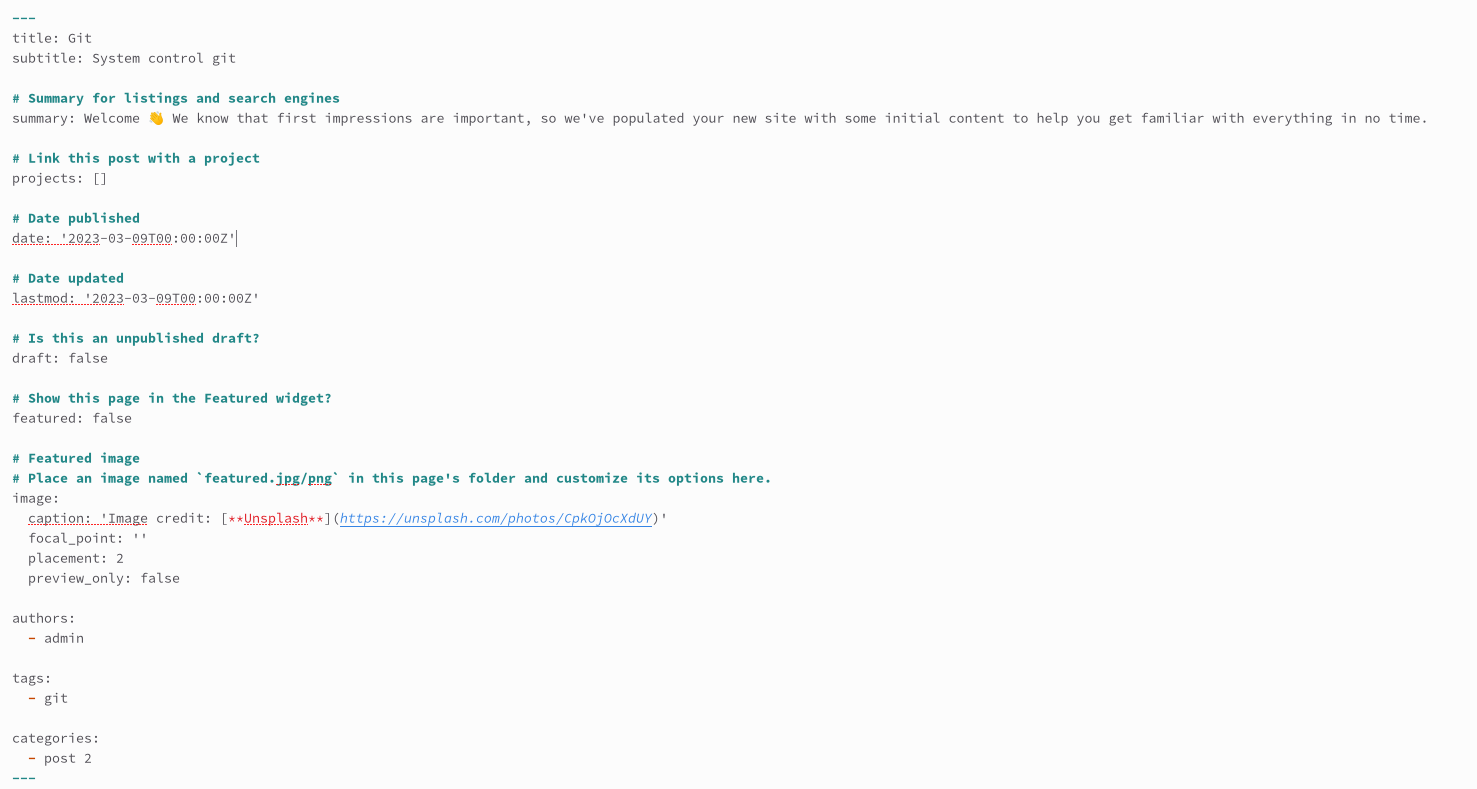 ---
title: Git
subtitle: System control git
# Summary for listings and search engines
summary: Welcome 👋 We know that first impressions are important, so we've populated your new site with some initial content to help you get familiar with everything in no time.
# Link this post with a project
projects: []
# Date published
date: '2023-03-09T00:00:00Z'
# Date updated
lastmod: '2023-03-09T00:00:00Z'
# Is this an unpublished draft?
draft: false
# Show this page in the Featured widget?
featured: false
# Featured image
# Place an image named `featured.jpg/png` in this page's folder and customize its options here.
image:
  caption: 'Image credit: [**Unsplash**](https://unsplash.com/photos/CpkOjOcXdUY)'
  focal_point: ''
  placement: 2
  preview_only: false
authors:
  - admin
tags:
  - git
categories:
  - post 2
---